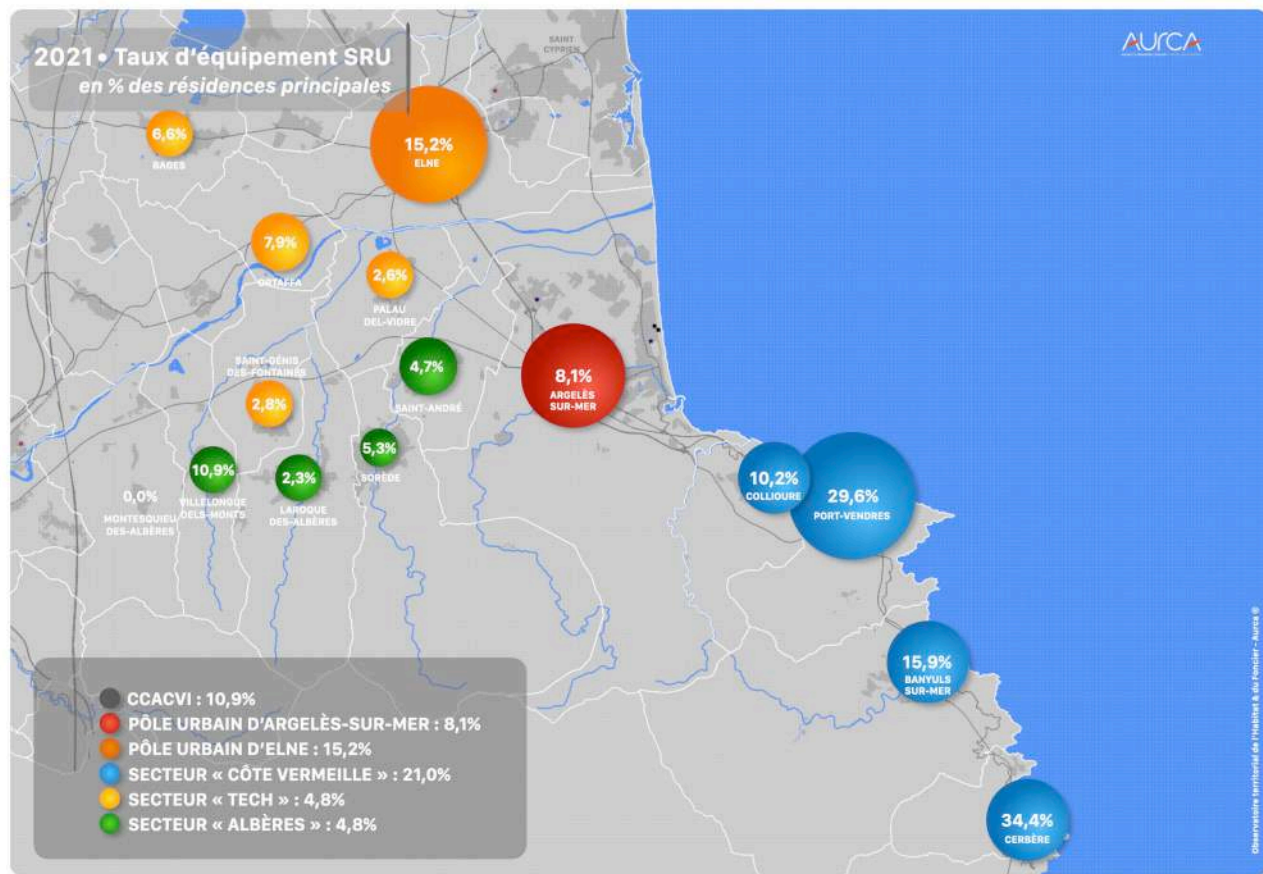 2021 • Taux d'équipement SRU
en % des résidences principales
SAINT
CYPRIEN
AURCA
6,6%
BAGES
15,2%
ELNE
7,9%
ORTAFFA
2,6%
PALAU
DEL-VIDRE
SAINT-GÉNIS
DES-FONTAINES
2,8%
4,7%
SAINT-ANDRÉ
8,1%
ARGELÈS
SUR-MER
5,3%
SORÈDE
10,9%
VILLELONGUE
DELS-MONTS
2,3%
LAROQUE
DES-ALBÈRES
0,0%
MONTESQUIEU
DES-ALBÈRES
10,2%
COLLIOURE
29,6%
PORT-VENDRES
15,9%
BANYULS
SUR-MER
34,4%
CERBÈRE
CCACVI : 10,9%
PÔLE URBAIN D'ARGELÈS-SUR-MER : 8,1%
PÔLE URBAIN D'ELNE : 15,2%
SECTEUR « CÔTE VERMEILLE » : 21,0%
SECTEUR « TECH » : 4,8%
SECTEUR « ALBÈRES » : 4,8%
Observatoire territorial de l'Habitat & du Foncier - Aurca ®